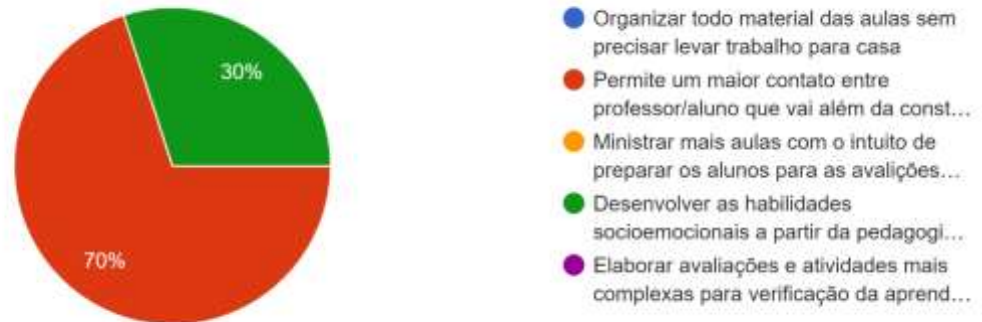 30%
70%
Organizar todo material das aulas sem
precisar levar trabalho para casa
Permite um maior contato entre
professor/aluno que vai além da const...
Ministrar mais aulas com o intuito de
preparar os alunos para as avalições...
Desenvolver as habilidades
socioemocionais a partir da pedagogi...
Elaborar avaliações e atividades mais
complexas para verificação da aprend...